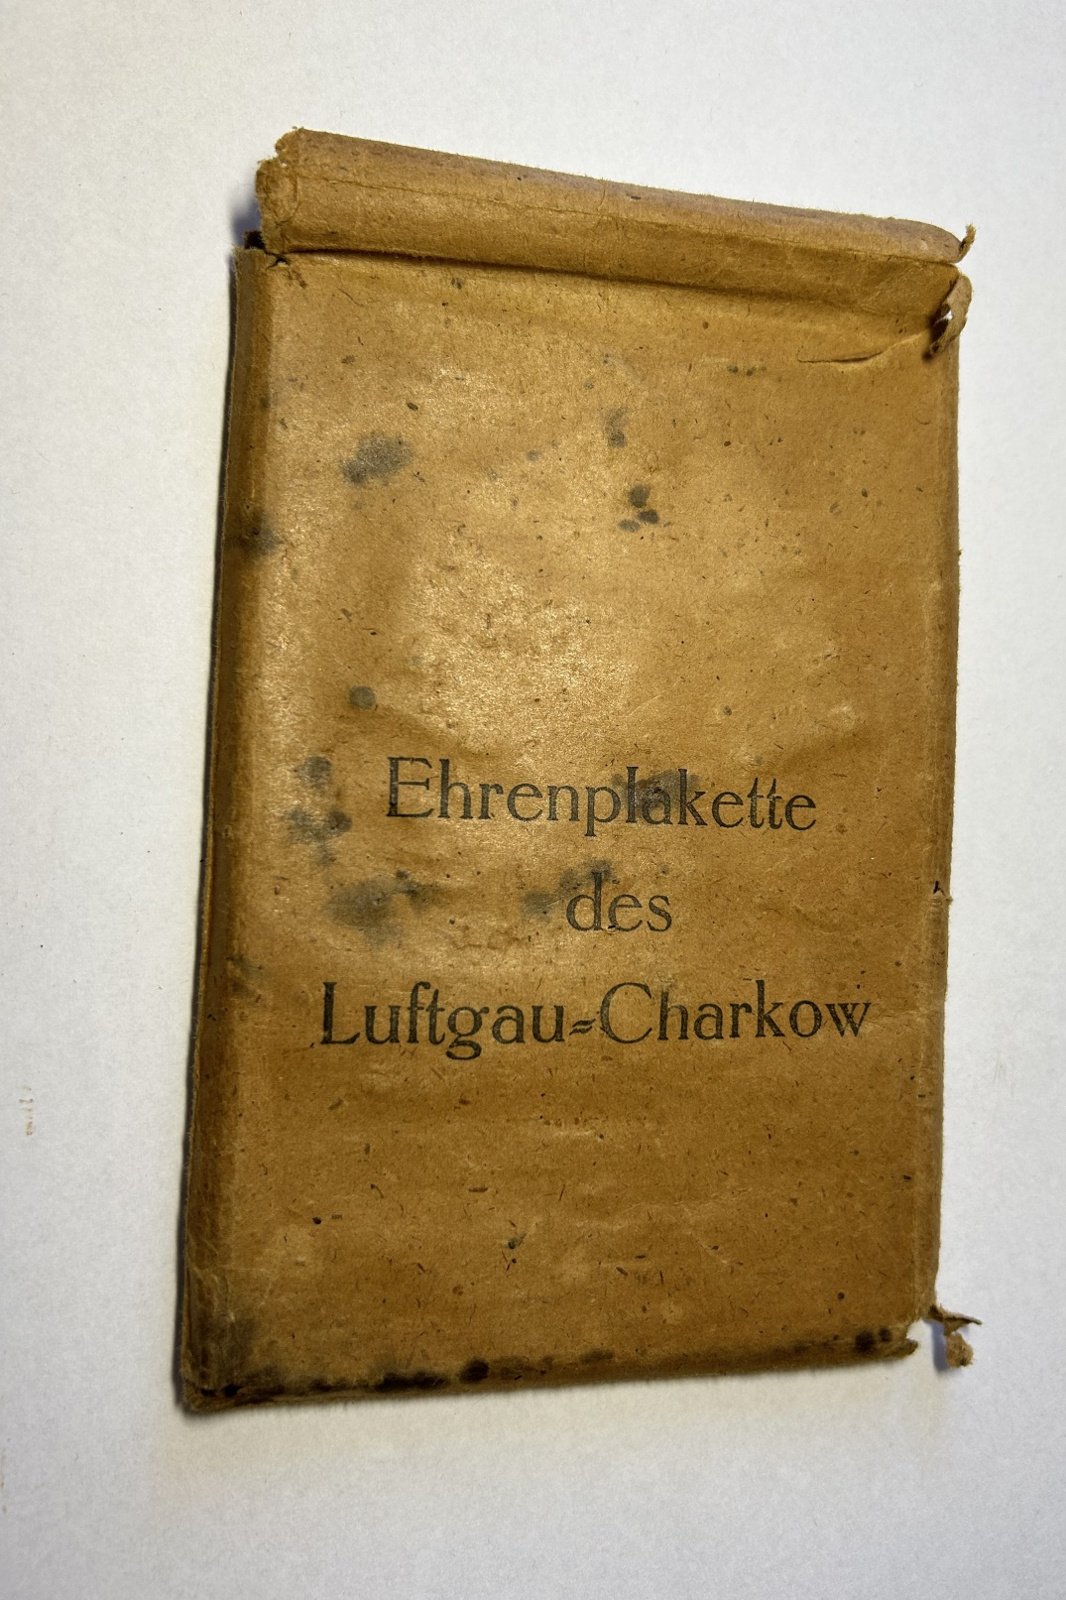 Ehrenplakette
des
Luftgau=Charkow